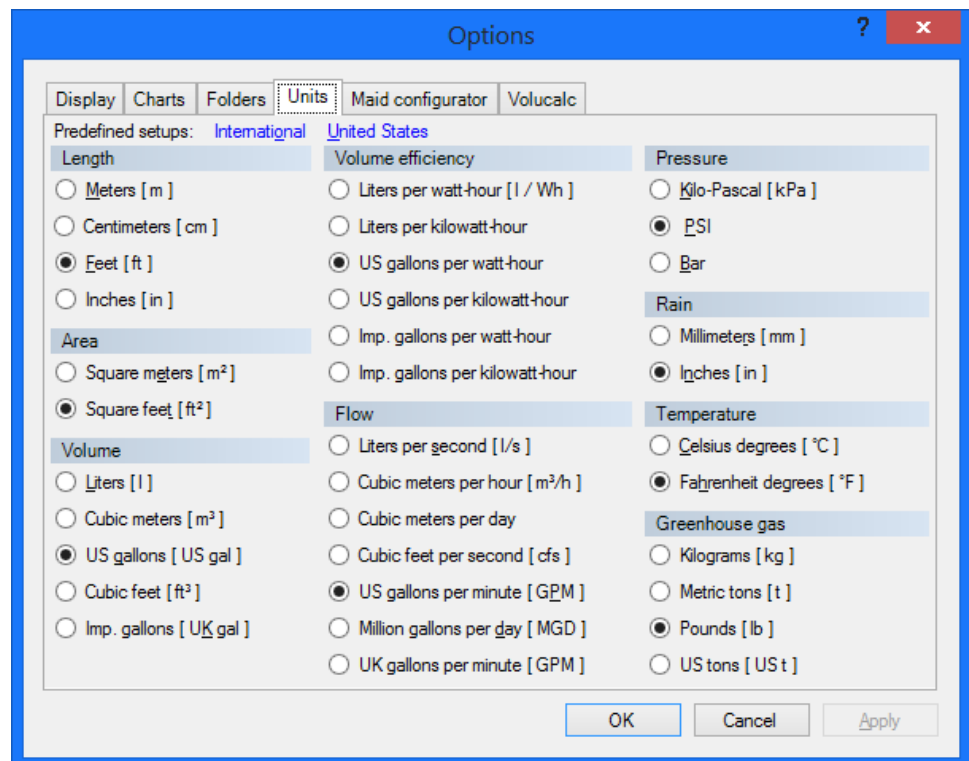 Options
?
x
Display Charts Folders Units Maid configurator Volucalc
Predefined setups: International United States
Length
Meters [ m ]
Centimeters [ cm ]
Feet [ ft ]
Inches [ in ]
Area
Square meters [ m² ]
Square feet [ ft² ]
Volume
Liters [ l ]
Cubic meters [ m³ ]
US gallons [ US gal ]
Cubic feet [ ft³ ]
Imp. gallons [ UK gal ]
Volume efficiency
Liters per watt-hour [ l / Wh ]
Liters per kilowatt-hour
US gallons per watt-hour
US gallons per kilowatt-hour
Imp. gallons per watt-hour
Imp. gallons per kilowatt-hour
Flow
Liters per second [ l/s ]
Cubic meters per hour [ m³/h ]
Cubic meters per day
Cubic feet per second [ cfs ]
US gallons per minute [ GPM ]
Million gallons per day [ MGD ]
UK gallons per minute [ GPM ]
Pressure
Kilo-Pascal [ kPa ]
PSI
Bar
Rain
Millimeters [ mm ]
Inches [ in ]
Temperature
Celsius degrees [ °C ]
Fahrenheit degrees [ °F ]
Greenhouse gas
Kilograms [ kg ]
Metric tons [ t ]
Pounds [ lb ]
US tons [ US t ]
OK Cancel Apply